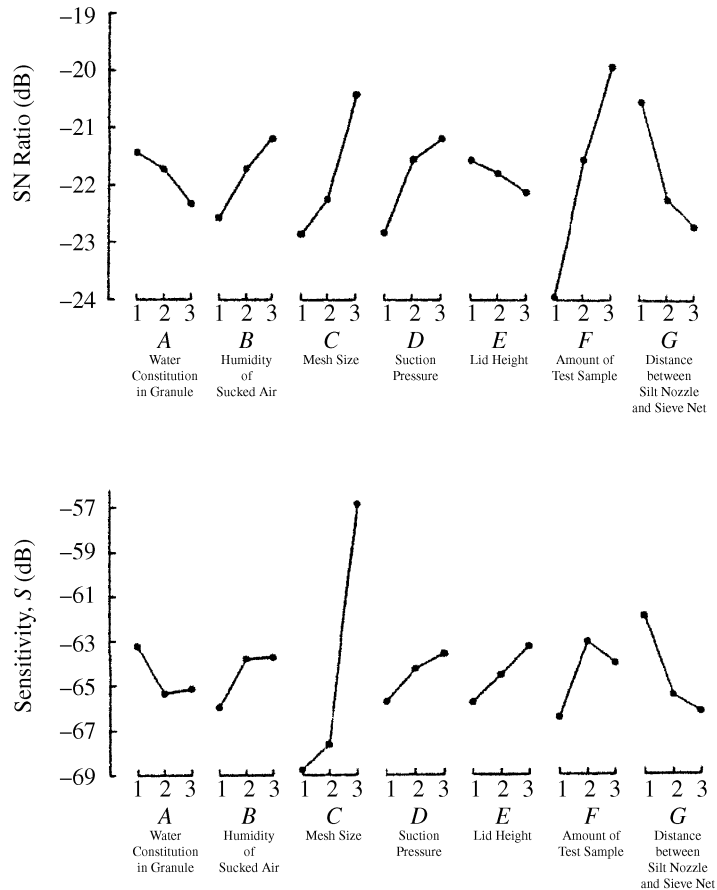 SN Ratio (dB)
–19
–20
–21
–22
–23
–24
1 2 3 1 2 3 1 2 3 1 2 3 1 2 3 1 2 3 1 2 3
A B C D E F G
Water Humidity Mesh Size Suction Lid Height Amount of Distance
Constitution of Pressure Test Sample between
in Granule Sucked Air Silt Nozzle
and Sieve Net
Sensitivity, S (dB)
–57
–59
–61
–63
–65
–67
–69
1 2 3 1 2 3 1 2 3 1 2 3 1 2 3 1 2 3 1 2 3
A B C D E F G
Water Humidity Mesh Size Suction Lid Height Amount of Distance
Constitution of Pressure Test Sample between
in Granule Sucked Air Silt Nozzle
and Sieve Net